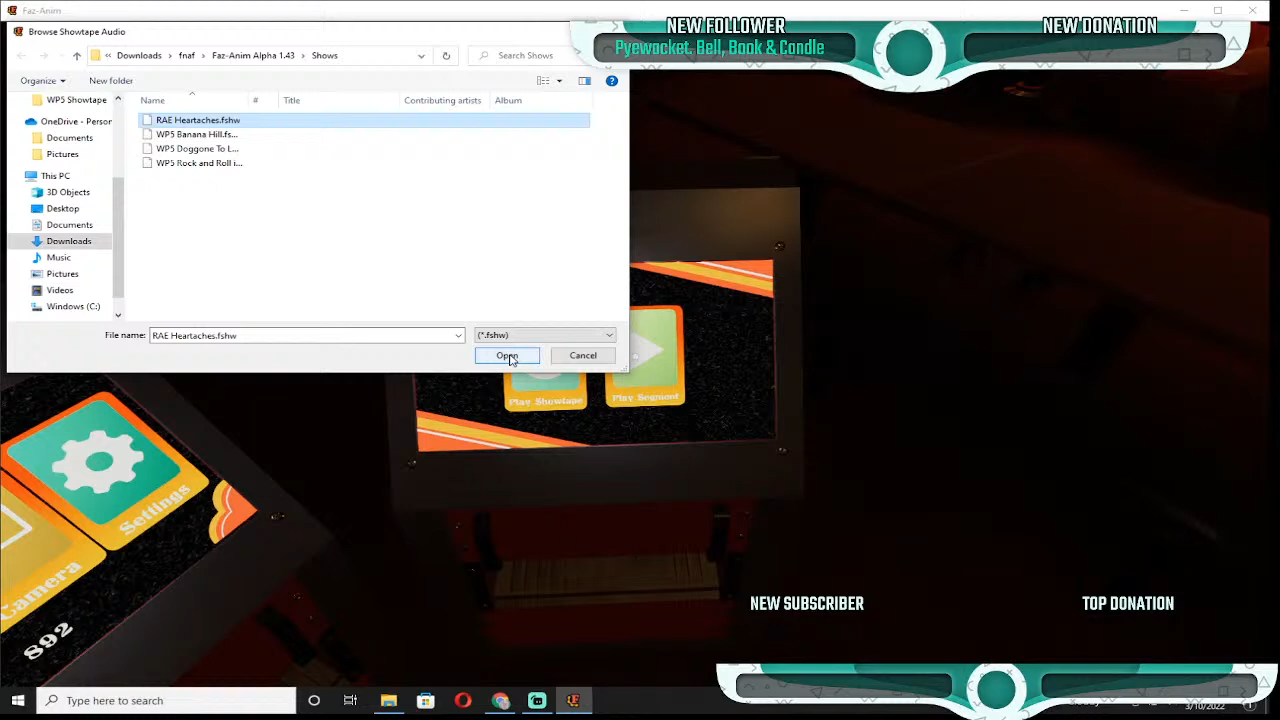 Faz-Anim
NEW FOLLOWER
NEW DONATION
Browse Showtape Audio
Pyewocket. Bell, Book & Candle
Downloads > fnaf > Faz-Anim Alpha 1.43 > Shows
Search Shows
Organize
New folder
Name
#
Title
Contributing artists
Album
WP5 Showtape
OneDrive - Person
Documents
Pictures
This PC
3D Objects
Desktop
Documents
Downloads
Music
Pictures
Videos
Windows (C:)
RAE Heartaches.fshw
WP5 Banana Hill.fs...
WP5 Doggone To L...
WP5 Rock and Roll i...
File name:
RAE Heartaches.fshw
(*.fshw)
Open
Cancel
Play Showtape
Play Segment
Settings
Camera
892
NEW SUBSCRIBER
TOP DONATION
Type here to search
3/10/2022